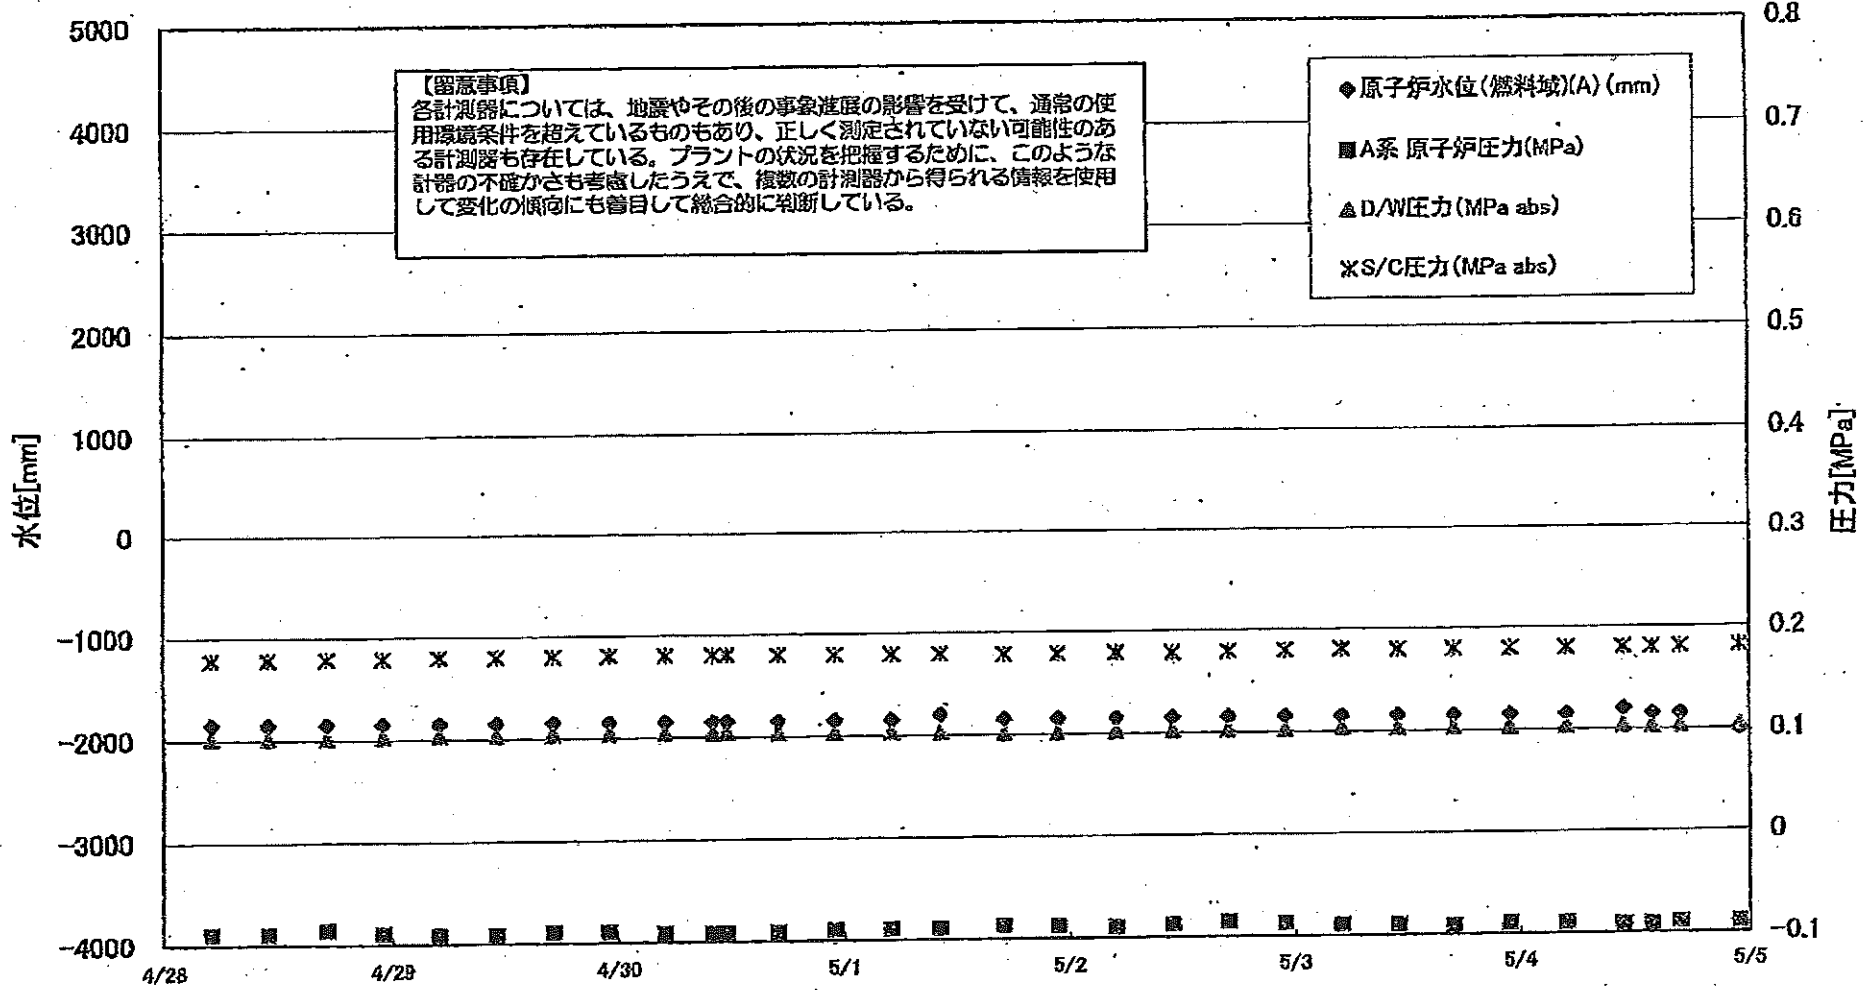 水位[mm]
5000
4000
3000
2000
1000
0
-1000
-2000
-3000
-4000
【留意事項】
各計測器については、地震やその後の事象進展の影響を受けて、通常の使
用環境条件を超えているものもあり、正しく測定されていない可能性のあ
る計測器も存在している。プラントの状況を把握するために、このような
計器の不確かさも考慮したうえで、複数の計測器から得られる情報を使用
して変化の傾向にも着目して総合的に判断している。
原子炉水位(燃料域)(A)(mm)
A系 原子炉圧力(MPa)
D/W圧力(MPa abs)
S/C圧力(MPa abs)
0.8
0.7
0.6
0.5
0.4
0.3
0.2
0.1
0
-0.1
圧力[MPa]
4/28
4/29
4/30
5/1
5/2
5/3
5/4
5/5